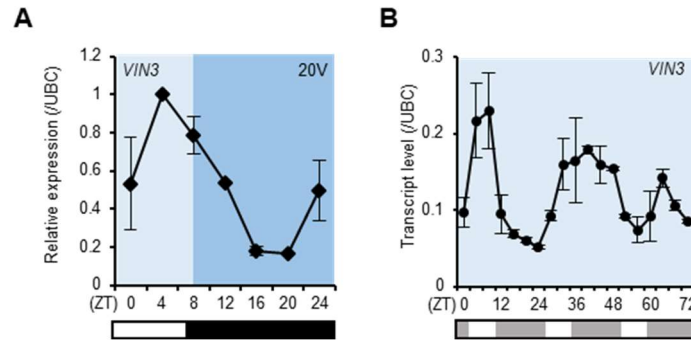 A
Relative expression (/UBC)
1.2
1
0.8
0.6
0.4
0.2
0
VIN3
20V
(ZT) 0 4 8 12 16 20 24
B
Transcript level (/UBC)
0.3
0.2
0.1
0
VIN3
(ZT) 0 12 24 36 48 60 72